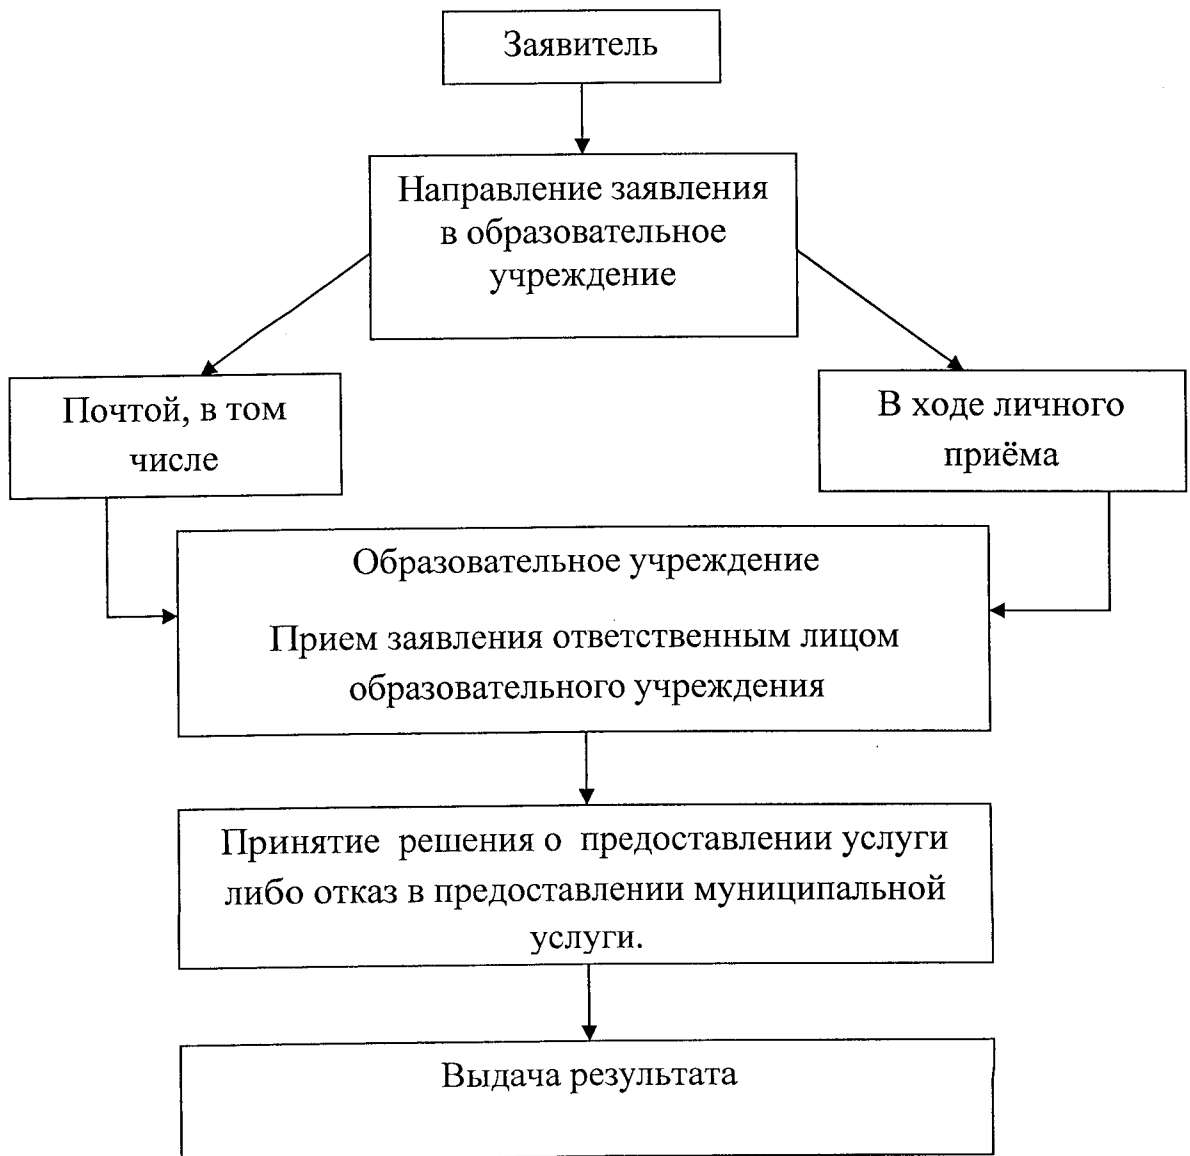 Заявитель
Направление заявления
в образовательное
учреждение
Почтой, в том
числе
В ходе личного
приёма
Образовательное учреждение
Прием заявления ответственным лицом
образовательного учреждения
Принятие решения о предоставлении услуги
либо отказ в предоставлении муниципальной
услуги.
Выдача результата